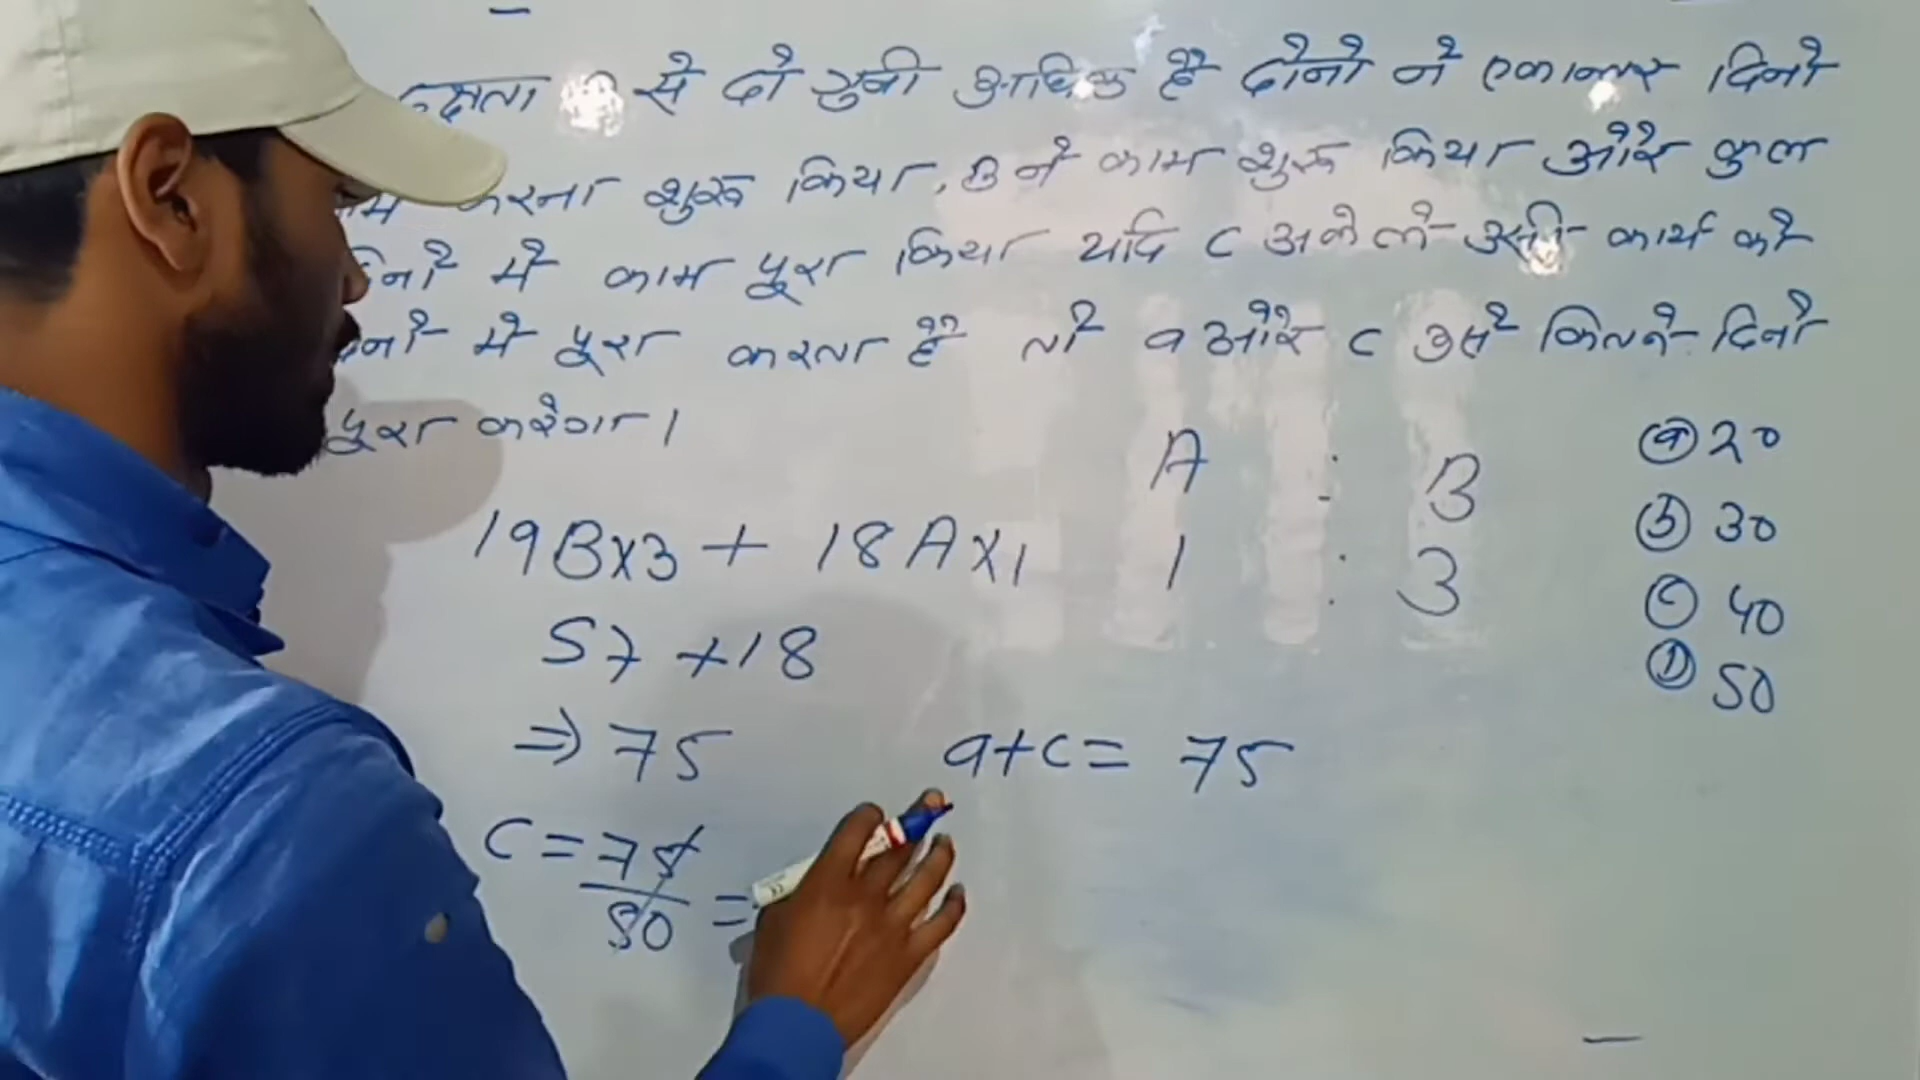 से दो गुनी अधिक है दोनो ने एकान्तर दिनो
करना शुरू किया, B ने काम शुरू किया और कुल
में काम पूरा किया यदि C अकेले उसी कार्य को
में पूरा करता है तो a और C उसे कितने दिनो
पूरा करेगा।
A : B
1 : 3
(a) 20
(b) 30
(c) 40
(D) 50
19B×3 + 18A×1
57 +18
⇒ 75
a+c= 75
C = 75/50 =